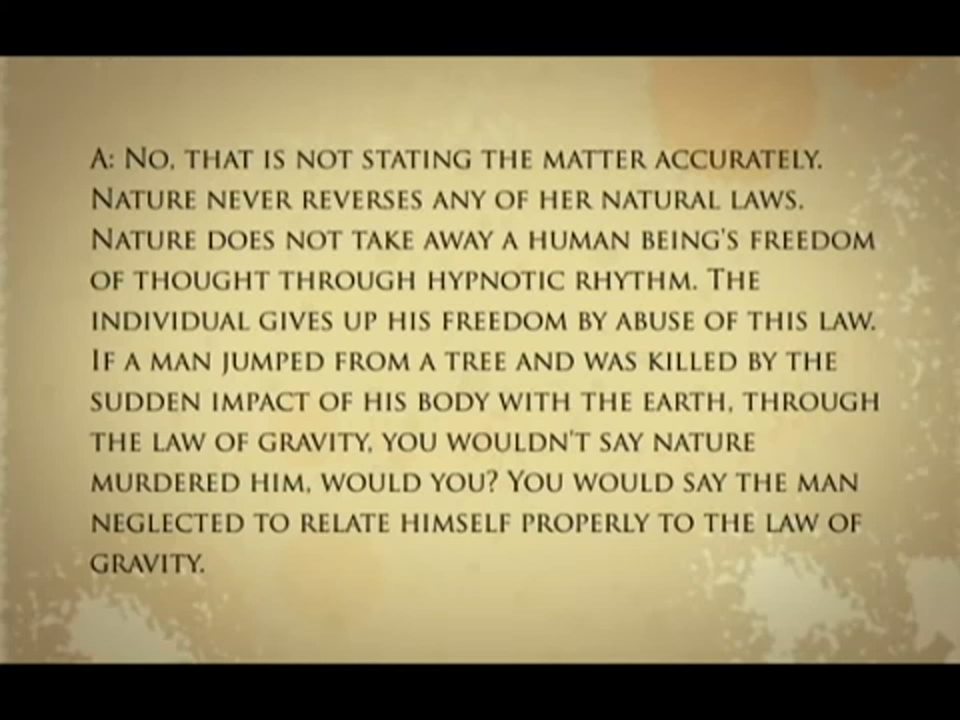 A: No, that is not stating the matter accurately.
Nature never reverses any of her natural laws.
Nature does not take away a human being's freedom
of thought through hypnotic rhythm. The
individual gives up his freedom by abuse of this law.
If a man jumped from a tree and was killed by the
sudden impact of his body with the earth, through
the law of gravity, you wouldn't say nature
murdered him, would you? You would say the man
neglected to relate himself properly to the law of
gravity.